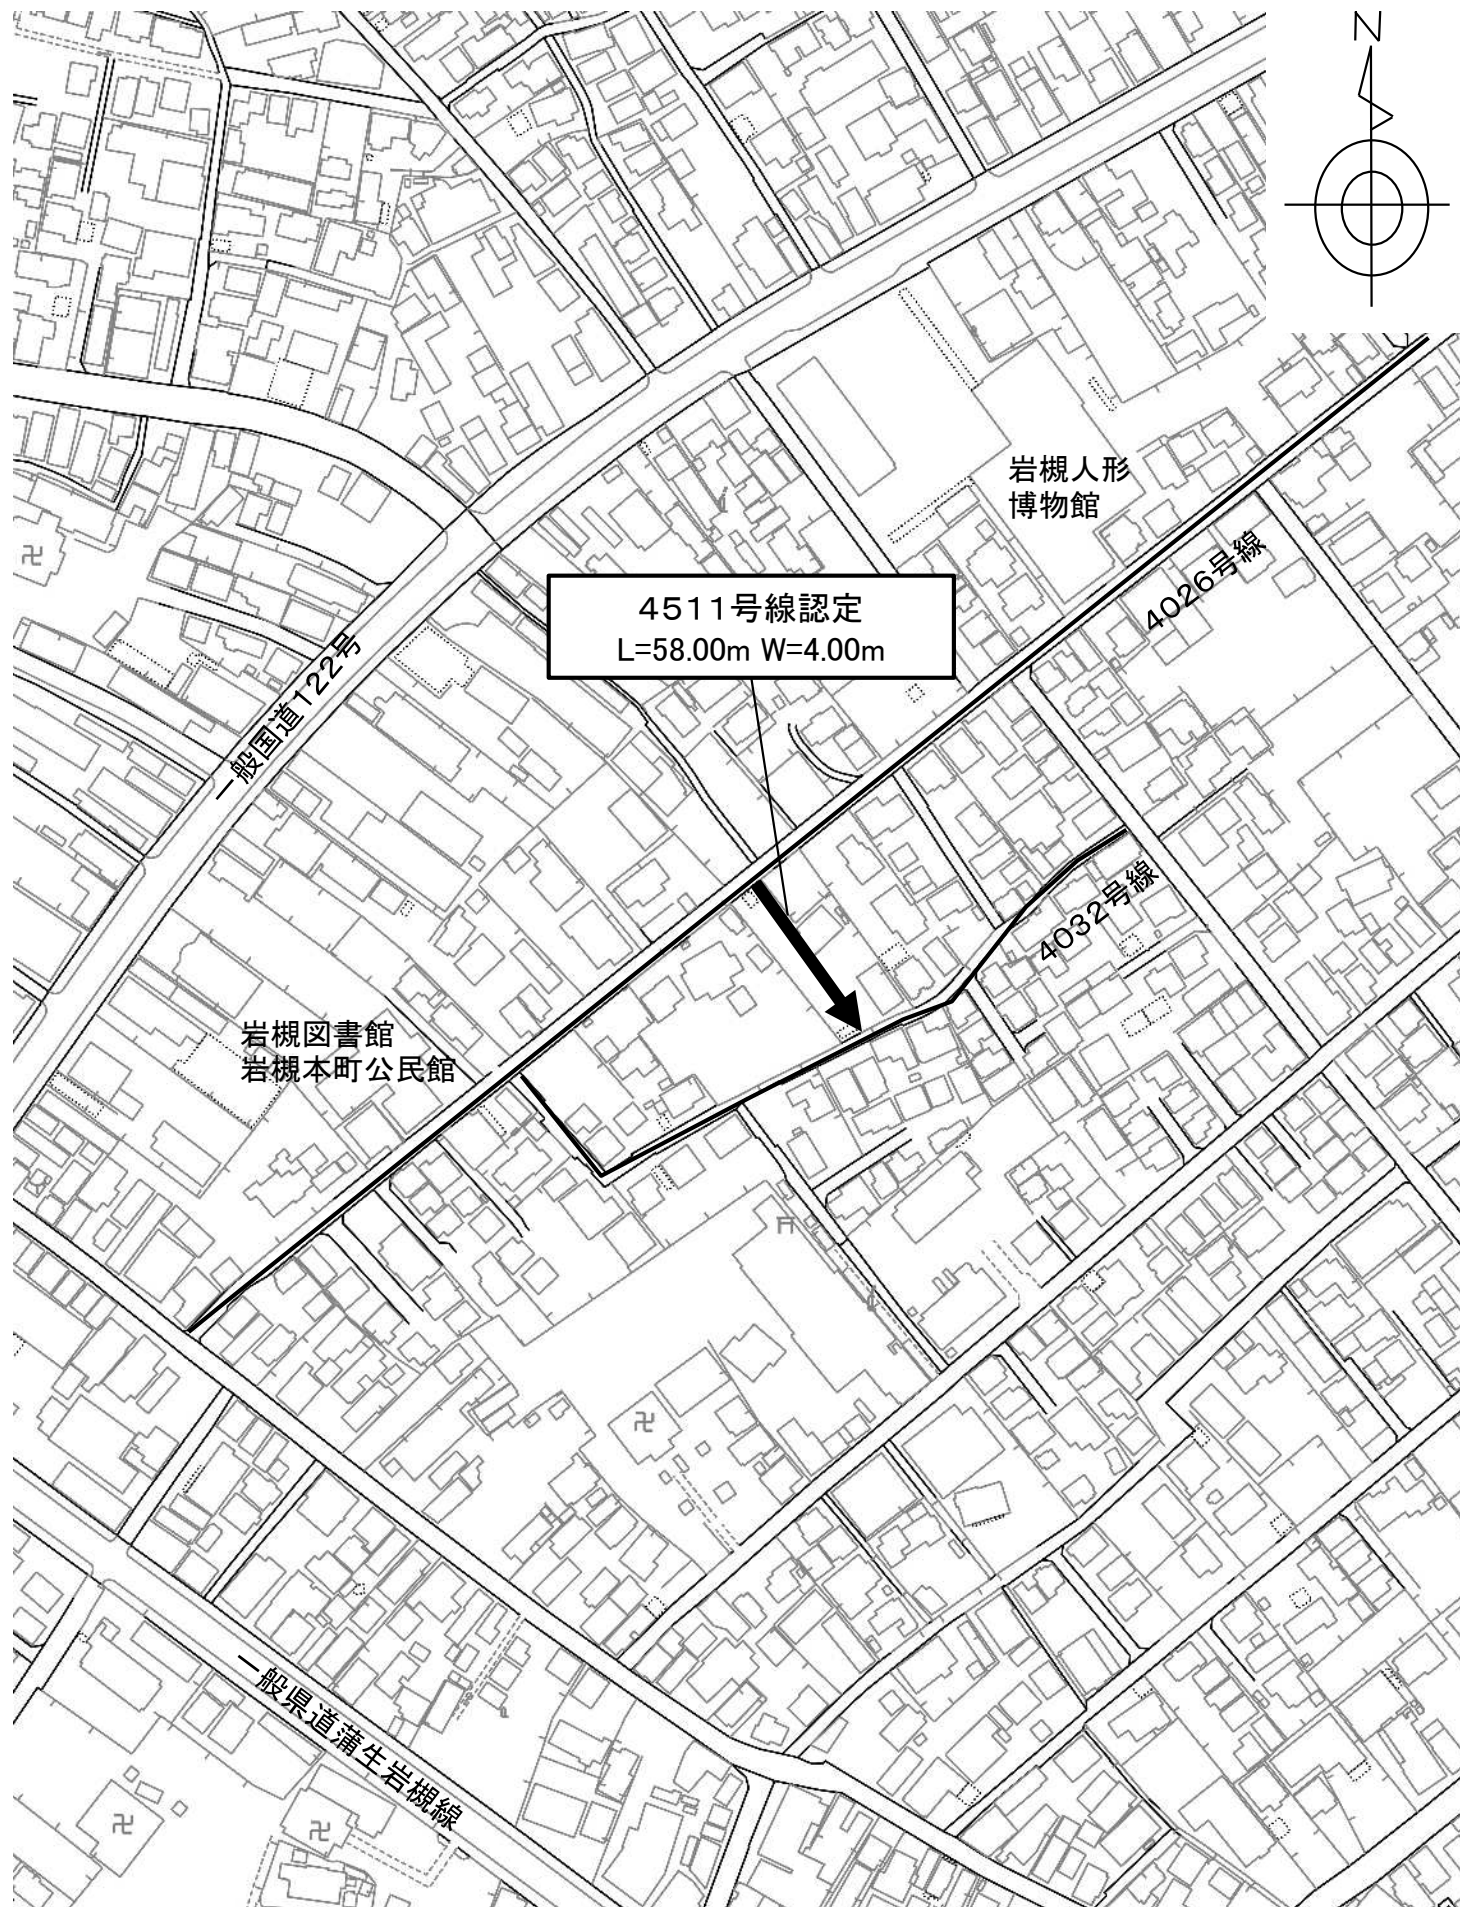 N
岩槻人形
博物館
4026号線
4511号線認定
L=58.00m W=4.00m
一般国道122号
4032号線
岩槻図書館
岩槻本町公民館
一般県道蒲生岩槻線